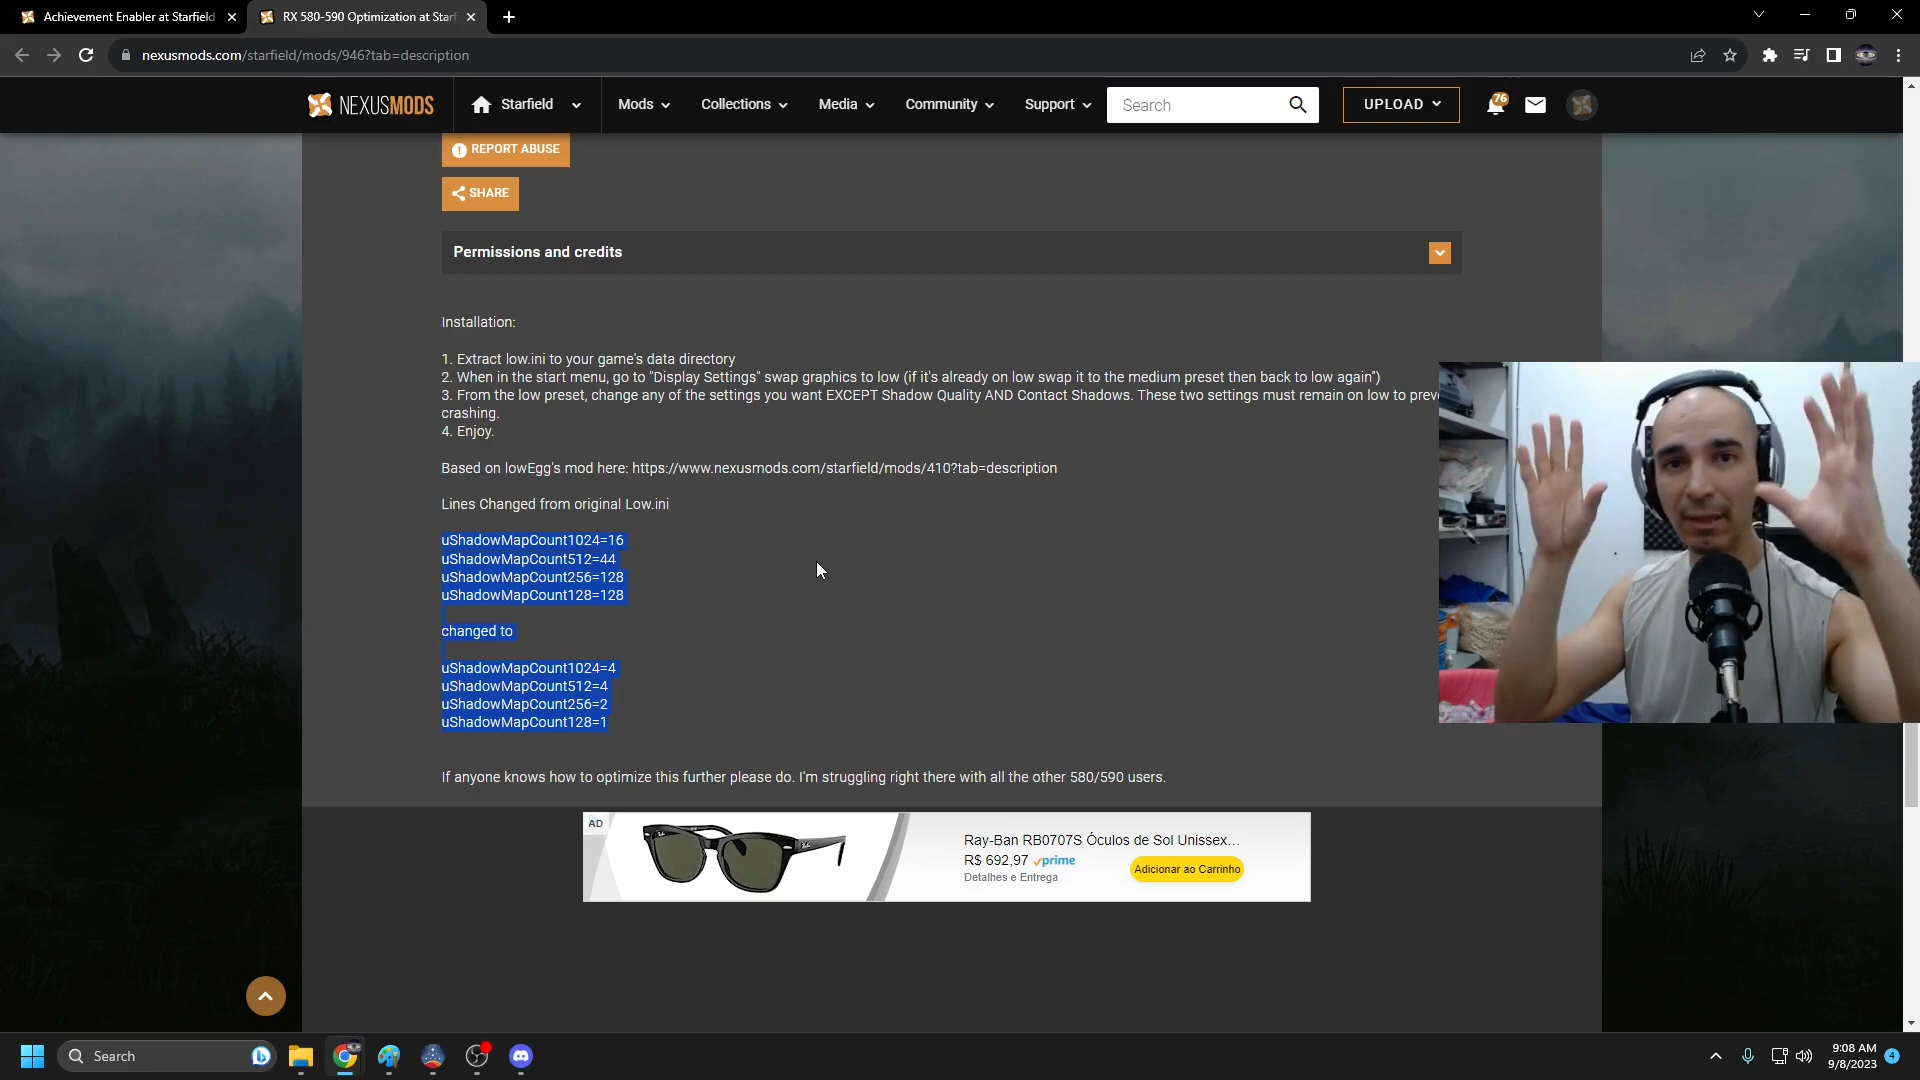 Achievement Enabler at Starfield
RX 580-590 Optimization at Starf
nexusmods.com/starfield/mods/946?tab=description
NEXUSMODS
Starfield
Mods
Collections
Media
Community
Support
Search
UPLOAD
76
REPORT ABUSE
SHARE
Permissions and credits
Installation:
1. Extract low.ini to your game's data directory
2. When in the start menu, go to "Display Settings" swap graphics to low (if it's already on low swap it to the medium preset then back to low again")
3. From the low preset, change any of the settings you want EXCEPT Shadow Quality AND Contact Shadows. These two settings must remain on low to prev
crashing.
4. Enjoy.
Based on lowEgg's mod here: https://www.nexusmods.com/starfield/mods/410?tab=description
Lines Changed from original Low.ini
uShadowMapCount1024=16
uShadowMapCount512=44
uShadowMapCount256=128
uShadowMapCount128=128
changed to
uShadowMapCount1024=4
uShadowMapCount512=4
uShadowMapCount256=2
uShadowMapCount128=1
If anyone knows how to optimize this further please do. I'm struggling right there with all the other 580/590 users.
AD
Ray-Ban RB0707S Óculos de Sol Unissex...
R$ 692,97 prime
Detalhes e Entrega
Adicionar ao Carrinho
Search
9:08 AM
9/8/2023
4